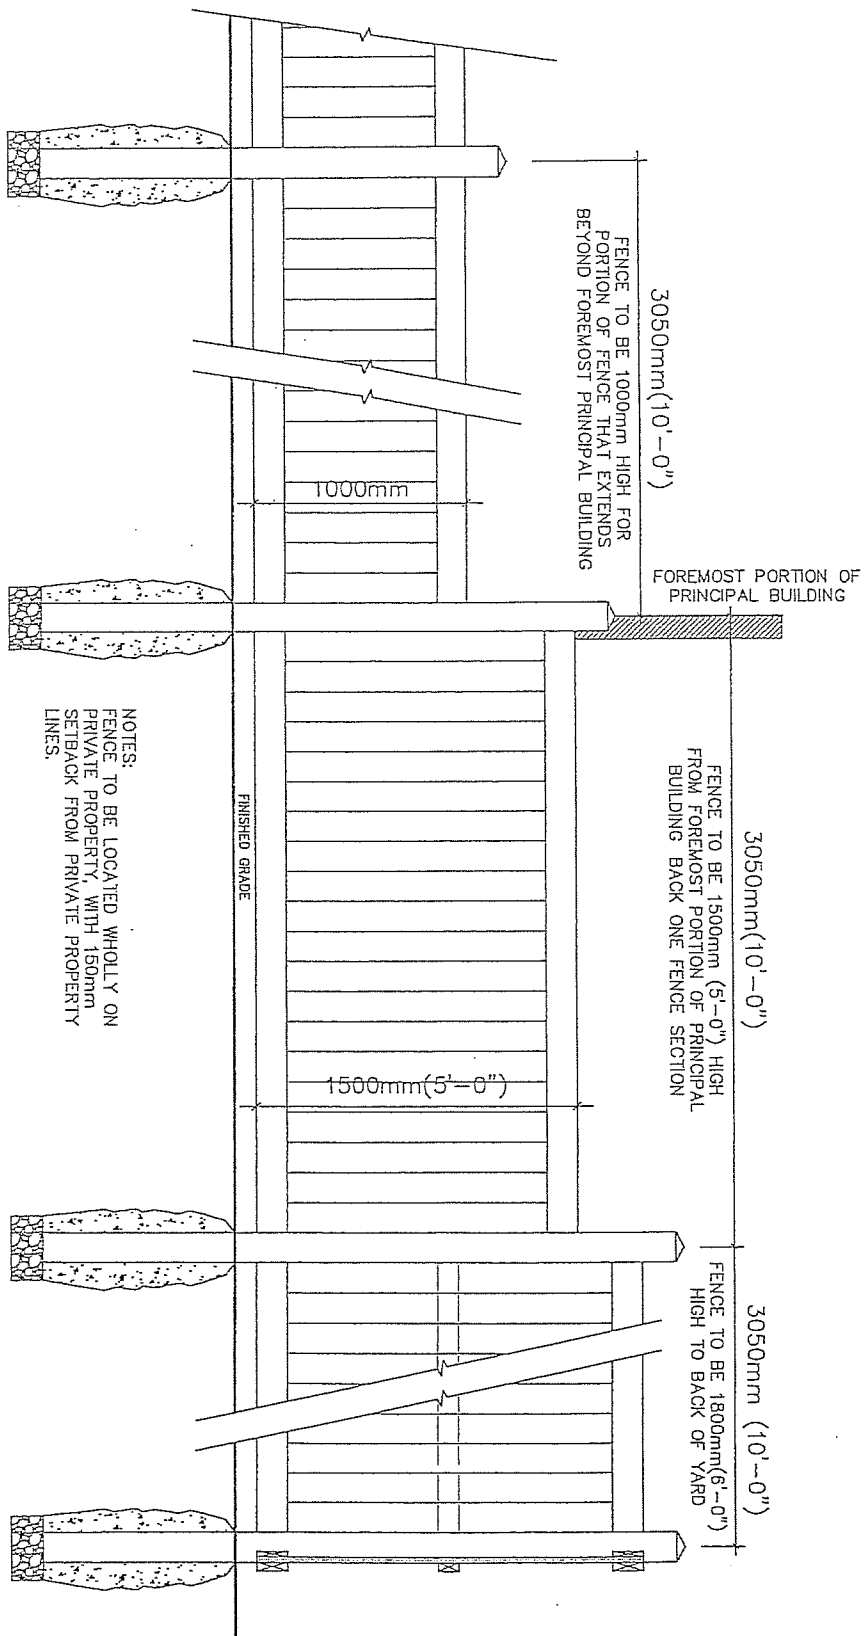 3050mm(10'-0")
FENCE TO BE 1000mm HIGH FOR
PORTION OF FENCE THAT EXTENDS
BEYOND FOREMOST PRINCIPAL BUILDING
1000mm
FOREMOST PORTION OF
PRINCIPAL BUILDING
3050mm(10'-0")
FENCE TO BE 1500mm (5'-0") HIGH
FROM FOREMOST PORTION OF PRINCIPAL
BUILDING BACK ONE FENCE SECTION
1500mm(5'-0")
3050mm (10'-0")
FENCE TO BE 1800mm(6'-0")
HIGH TO BACK OF YARD
FINISHED GRADE
NOTES:
FENCE TO BE LOCATED WHOLLY ON
PRIVATE PROPERTY, WITH 150mm
SETBACK FROM PRIVATE PROPERTY
LINES.